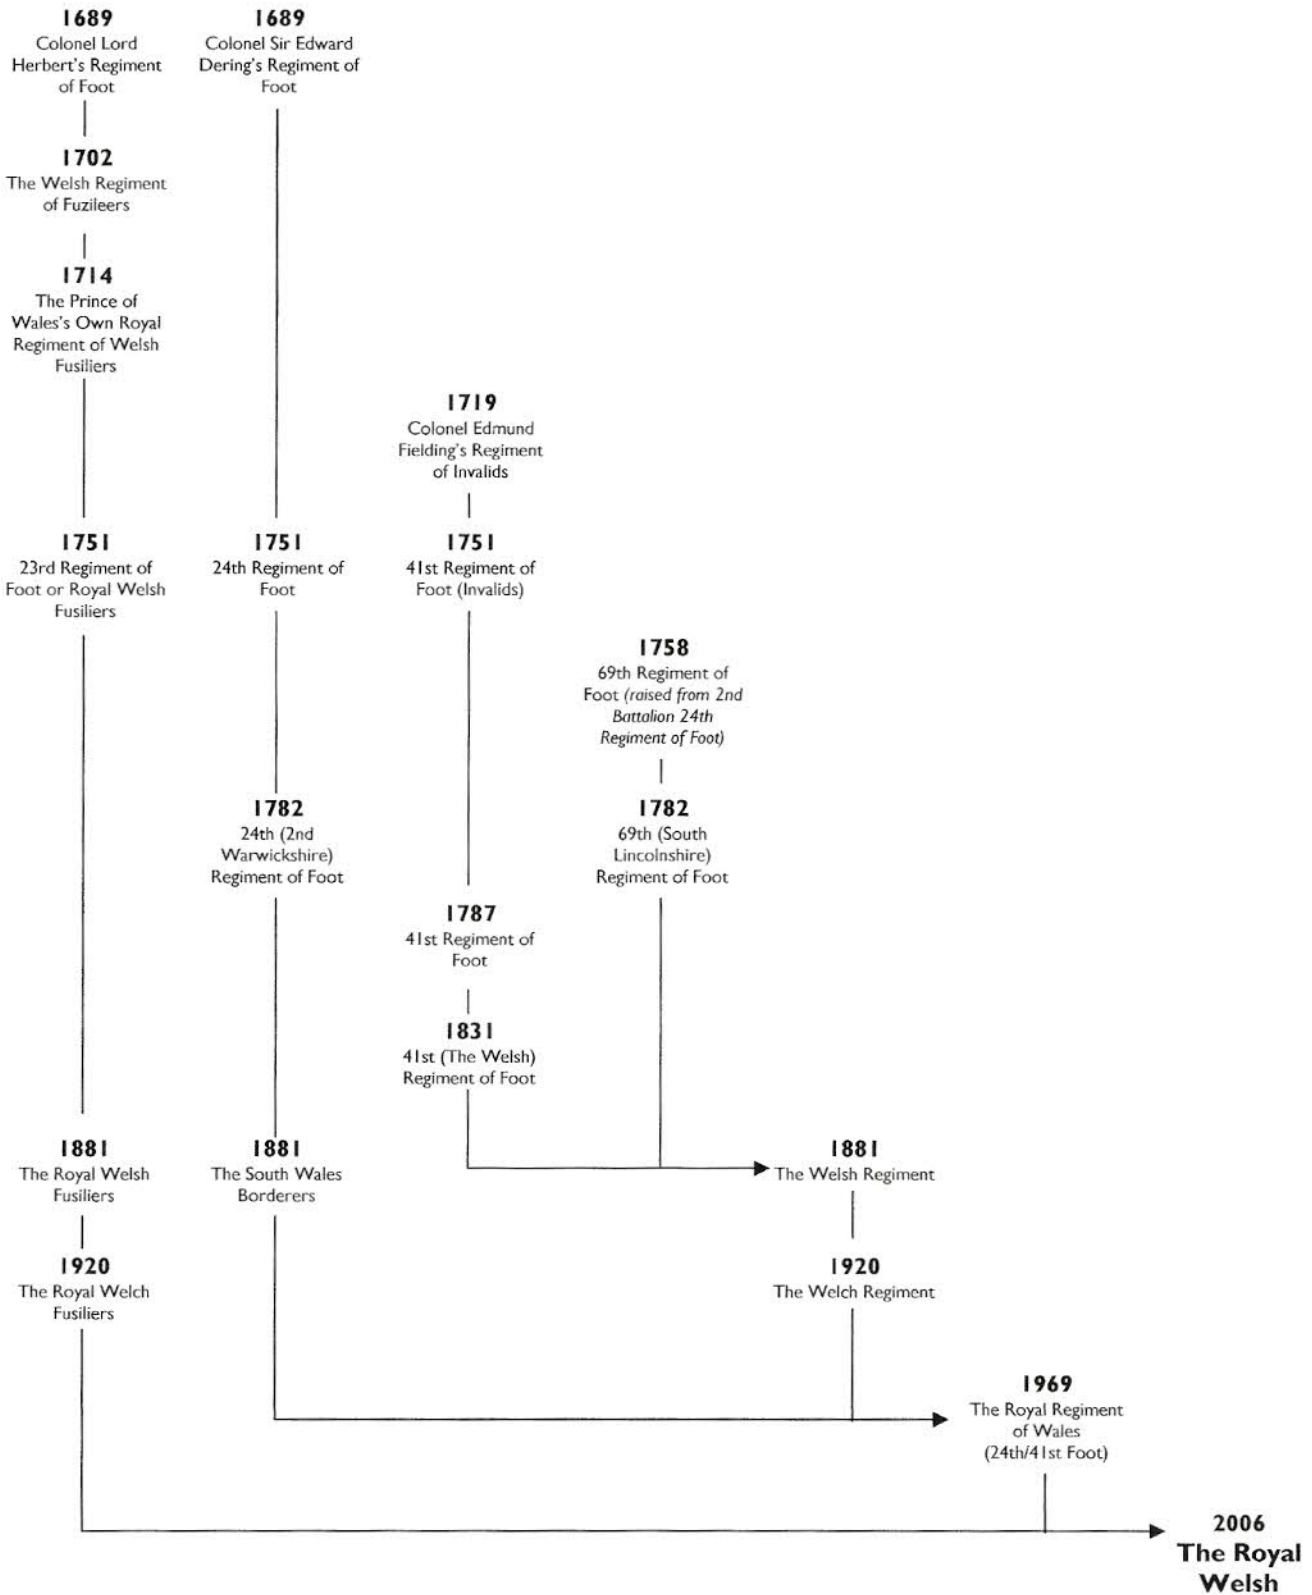 1689
Colonel Lord
Herbert's Regiment
of Foot
1702
The Welsh Regiment
of Fuzileers
1714
The Prince of
Wales's Own Royal
Regiment of Welsh
Fusiliers
1751
23rd Regiment of
Foot or Royal Welsh
Fusiliers
1881
The Royal Welsh
Fusiliers
1920
The Royal Welch
Fusiliers
1689
Colonel Sir Edward
Dering's Regiment of
Foot
1751
24th Regiment of
Foot
1782
24th (2nd
Warwickshire)
Regiment of Foot
1881
The South Wales
Borderers
1719
Colonel Edmund
Fielding's Regiment
of Invalids
1751
41st Regiment of
Foot (Invalids)
1787
41st Regiment of
Foot
1831
41st (The Welsh)
Regiment of Foot
1758
69th Regiment of
Foot (raised from 2nd
Battalion 24th
Regiment of Foot)
1782
69th (South
Lincolnshire)
Regiment of Foot
1881
The Welsh Regiment
1920
The Welch Regiment
1969
The Royal Regiment
of Wales
(24th/41st Foot)
2006
The Royal
Welsh